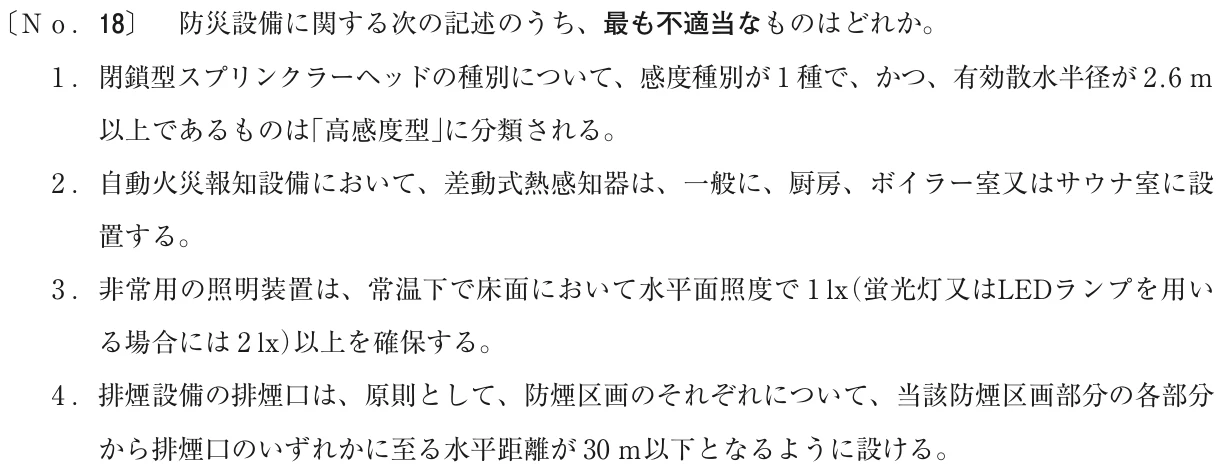 〔Ｎｏ．18〕　防災設備に関する次の記述のうち、最も不適当なものはどれか。
１．閉鎖型スプリンクラーヘッドの種別について、感度種別が１種で、かつ、有効散水半径が2.6 m
以上であるものは「高感度型」に分類される。
２．自動火災報知設備において、差動式熱感知器は、一般に、厨房、ボイラー室又はサウナ室に設
置する。
３．非常用の照明装置は、常温下で床面において水平面照度で１lx(蛍光灯又はLEDランプを用い
る場合には２lx)以上を確保する。
４．排煙設備の排煙口は、原則として、防煙区画のそれぞれについて、当該防煙区画部分の各部分
から排煙口のいずれかに至る水平距離が30 m以下となるように設ける。